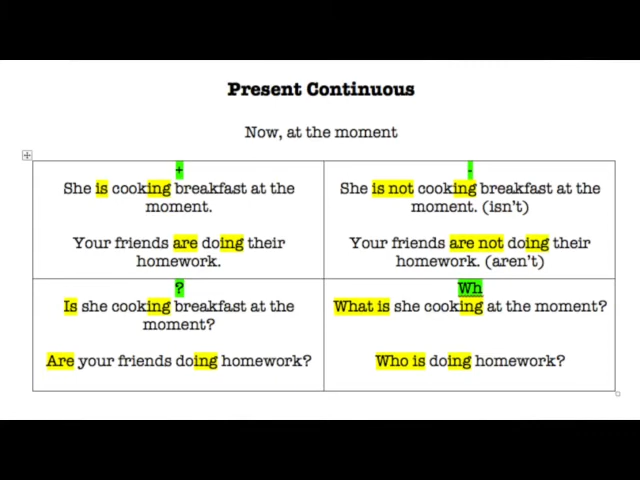 Present Continuous
Now, at the moment
+
She is cooking breakfast at the
moment.
Your friends are doing their
homework.
-
She is not cooking breakfast at the
moment. (isn't)
Your friends are not doing their
homework. (aren't)
?
Is she cooking breakfast at the
moment?
Are your friends doing homework?
Wh
What is she cooking at the moment?
Who is doing homework?